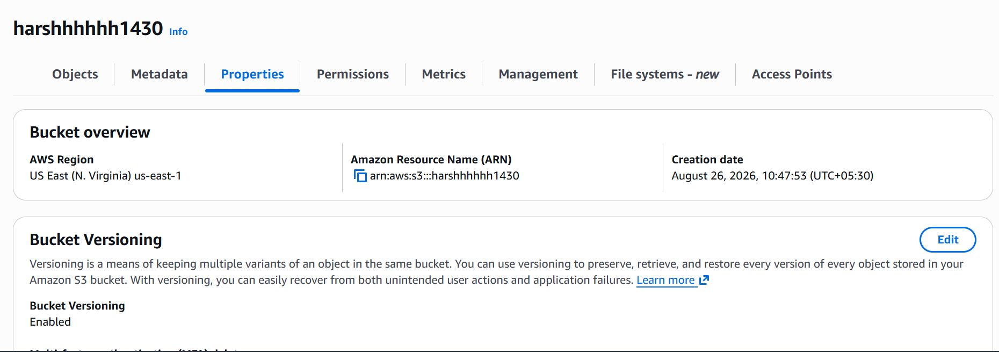 harshhhhhh1430 Info
Objects Metadata Properties Permissions Metrics Management File systems - new Access Points
Bucket overview
AWS Region
US East (N. Virginia) us-east-1
Amazon Resource Name (ARN)
arn:aws:s3:::harshhhhhh1430
Creation date
August 26, 2026, 10:47:53 (UTC+05:30)
Bucket Versioning
Edit
Versioning is a means of keeping multiple variants of an object in the same bucket. You can use versioning to preserve, retrieve, and restore every version of every object stored in your
Amazon S3 bucket. With versioning, you can easily recover from both unintended user actions and application failures. Learn more
Bucket Versioning
Enabled